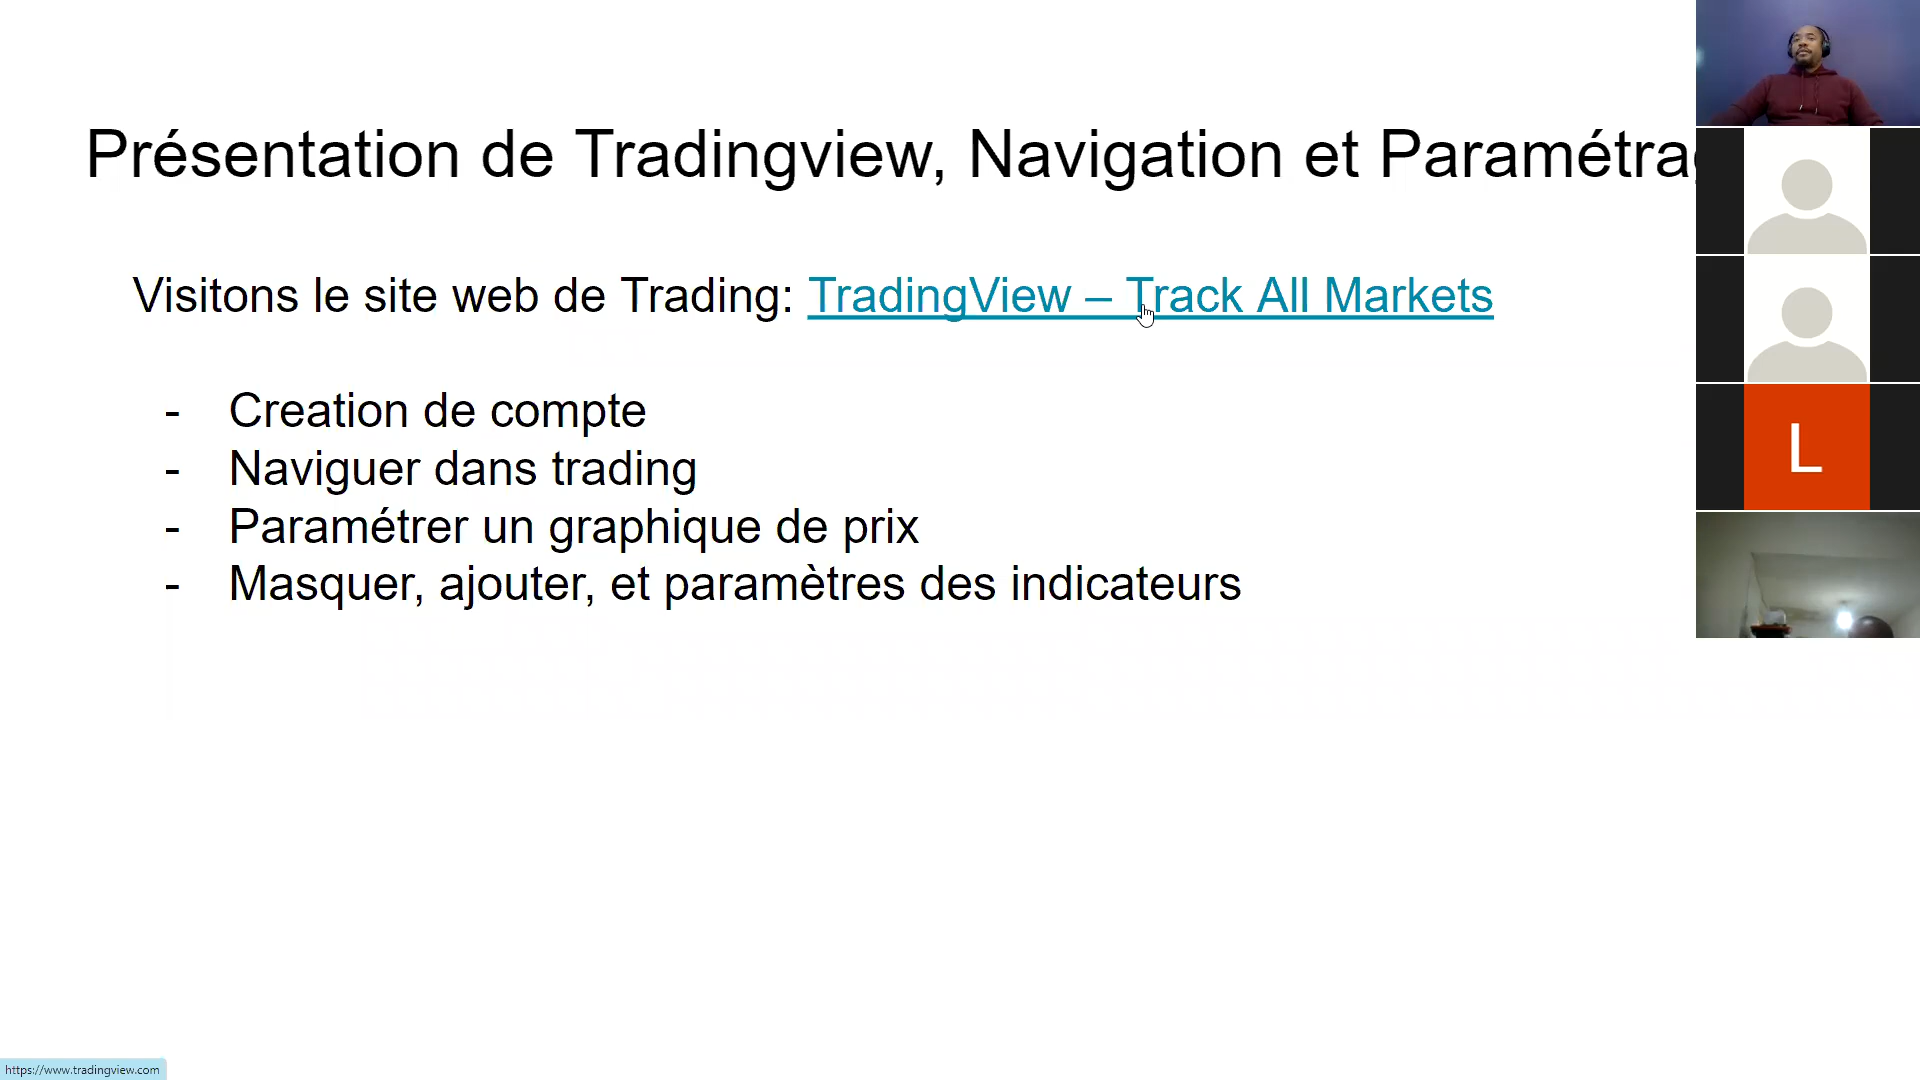 Présentation de Tradingview, Navigation et Paramétra
Visitons le site web de Trading: TradingView – Track All Markets
- Creation de compte
- Naviguer dans trading
- Paramétrer un graphique de prix
- Masquer, ajouter, et paramètres des indicateurs
L
https://www.tradingview.com